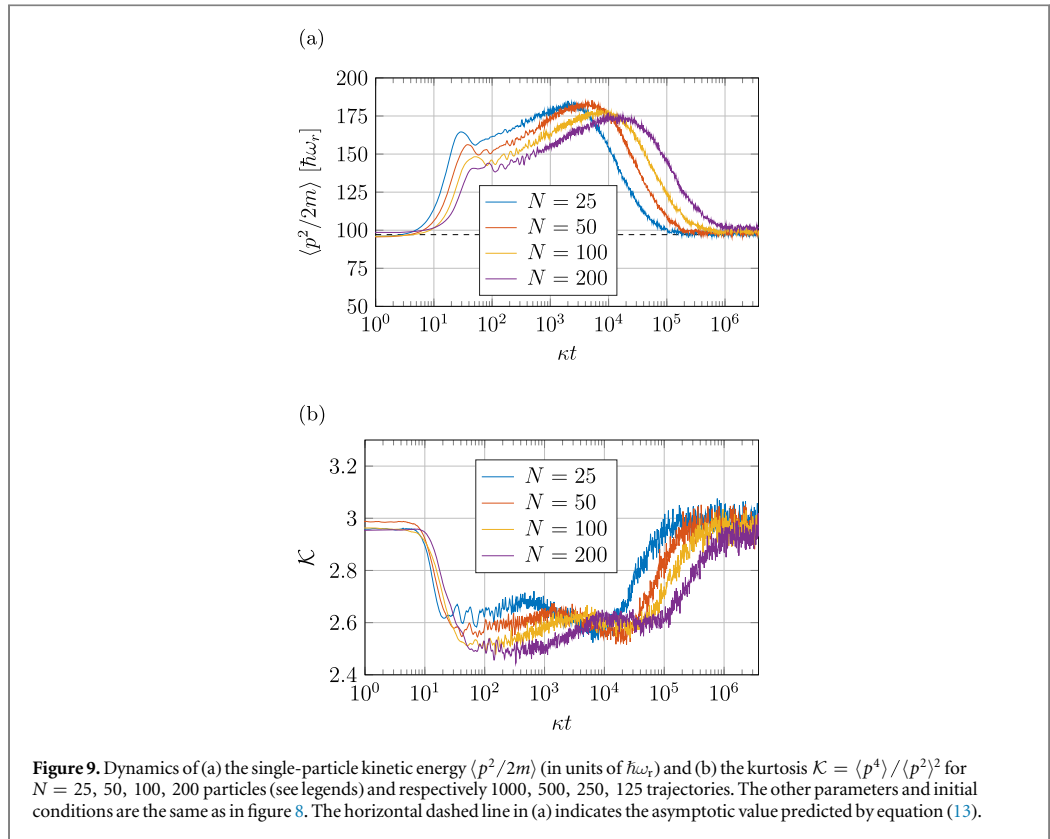 (a)
200
175
150
125
100
75
50
⟨p²/2m⟩ [ℏωᵣ]
N = 25
N = 50
N = 100
N = 200
10⁰ 10¹ 10² 10³ 10⁴ 10⁵ 10⁶
κt
(b)
3.2
3
2.8
2.6
2.4
𝒦
N = 25
N = 50
N = 100
N = 200
10⁰ 10¹ 10² 10³ 10⁴ 10⁵ 10⁶
κt
Figure 9. Dynamics of (a) the single-particle kinetic energy ⟨p²/2m⟩ (in units of ℏωᵣ) and (b) the kurtosis 𝒦 = ⟨p⁴⟩/⟨p²⟩² for
N = 25, 50, 100, 200 particles (see legends) and respectively 1000, 500, 250, 125 trajectories. The other parameters and initial
conditions are the same as in figure 8. The horizontal dashed line in (a) indicates the asymptotic value predicted by equation (13).